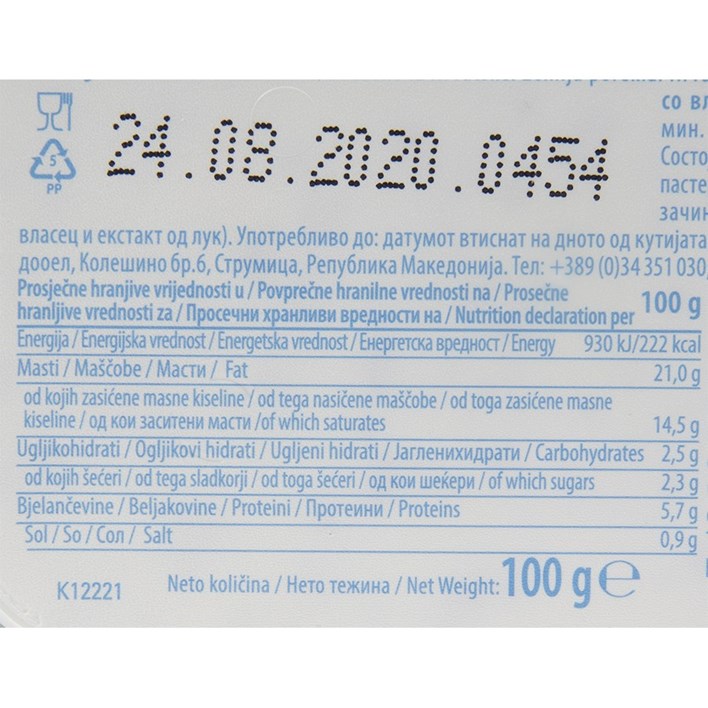 со
мин.
5
PP
24.08.2020.0454
власец и екстакт од лук). Употребливо до: датумот втиснат на дното од кутијата
дооел, Колешино бр.6, Струмица, Република Македонија. Тел: +389 (0)34 351 030,
Prosječne hranjive vrijednosti u / Povprečne hranilne vrednosti na / Prosečne
hranljive vrednosti za / Просечни хранливи вредности на / Nutrition declaration per 100 g
Energija / Energijska vrednost / Energetska vrednost / Енергетска вредност / Energy 930 kJ/222 kcal
Masti / Maščobe / Масти / Fat 21,0 g
od kojih zasićene masne kiseline / od tega nasičene maščobe / od toga zasićene masne
kiseline / од кои заситени масти /of which saturates 14,5 g
Ugljikohidrati / Ogljikovi hidrati / Ugljeni hidrati / Јагленихидрати / Carbohydrates 2,5 g
od kojih šećeri / od tega sladkorji / od toga šećeri / од кои шеќери / of which sugars 2,3 g
Bjelančevine / Beljakovine / Proteini / Протеини / Proteins 5,7 g
Sol / So / Сол / Salt 0,9 g
K12221 Neto količina / Нето тежина / Net Weight: 100 g ℮